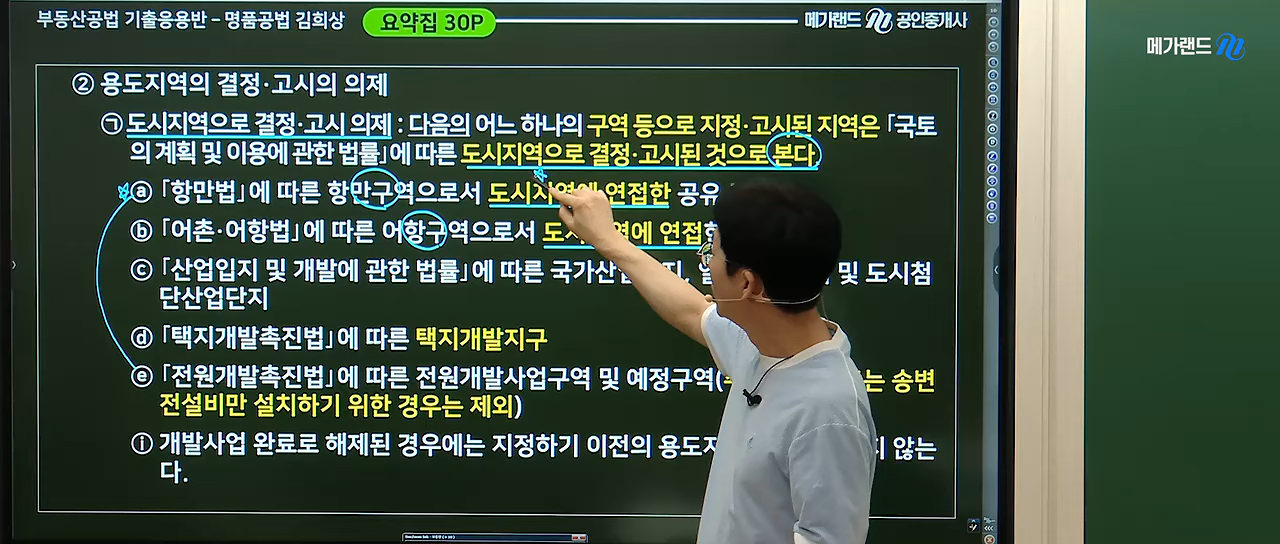 부동산공법 기출응용반 – 명품공법 김희상
요약집 30P
메가랜드 공인중개사
메가랜드
② 용도지역의 결정·고시의 의제
㉠ 도시지역으로 결정·고시 의제 : 다음의 어느 하나의 구역 등으로 지정·고시된 지역은 「국토
의 계획 및 이용에 관한 법률」에 따른 도시지역으로 결정·고시된 것으로 본다.
ⓐ 「항만법」에 따른 항만구역으로서 도시지역에 연접한 공유
ⓑ 「어촌·어항법」에 따른 어항구역으로서 도시지역에 연접한
ⓒ 「산업입지 및 개발에 관한 법률」에 따른 국가산업단지, 및 도시첨
단산업단지
ⓓ 「택지개발촉진법」에 따른 택지개발지구
ⓔ 「전원개발촉진법」에 따른 전원개발사업구역 및 예정구역( 는 송변
전설비만 설치하기 위한 경우는 제외)
ⓘ 개발사업 완료로 해제된 경우에는 지정하기 이전의 용도지 지 않는
다.